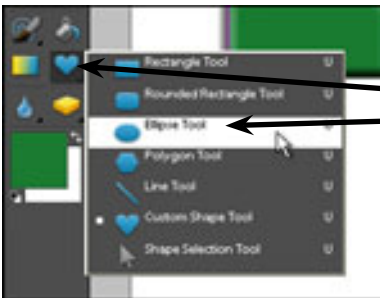 Rectangle Tool U
Rounded Rectangle Tool U
Ellipse Tool U
Polygon Tool U
Line Tool U
Custom Shape Tool U
Shape Selection Tool U